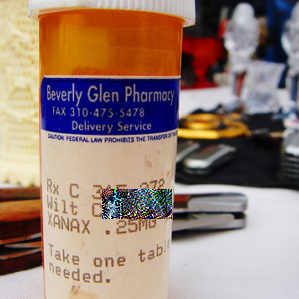 Beverly Glen Pharmacy
FAX 310-475-5478
Delivery Service
CAUTION: FEDERAL LAW PROHIBITS THE TRANSFER OF
Rx C
Wilt
XANAX .25MG
Take one
needed.